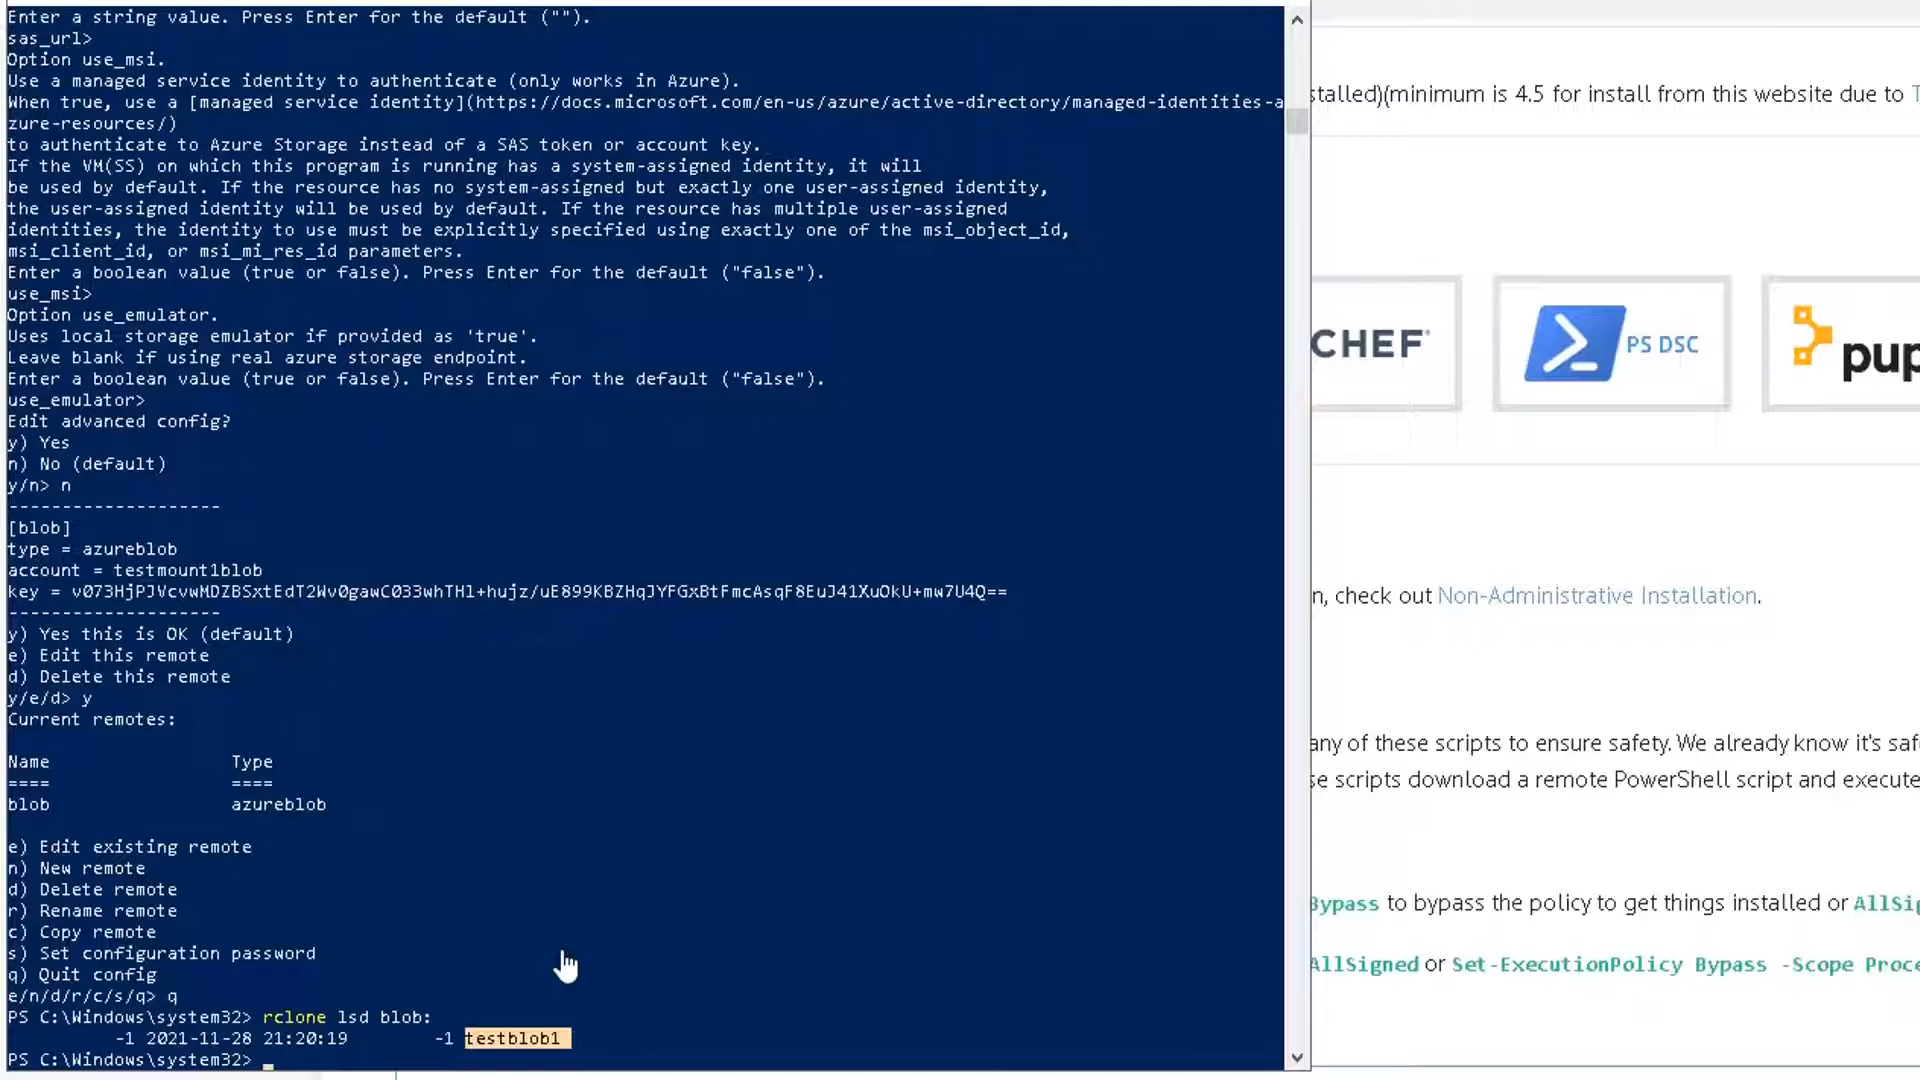 Enter a string value. Press Enter for the default ("").
sas_url>
Option use_msi.
Use a managed service identity to authenticate (only works in Azure).
When true, use a [managed service identity](https://docs.microsoft.com/en-us/azure/active-directory/managed-identities-a
zure-resources/)
to authenticate to Azure Storage instead of a SAS token or account key.
If the VM(SS) on which this program is running has a system-assigned identity, it will
be used by default. If the resource has no system-assigned but exactly one user-assigned identity,
the user-assigned identity will be used by default. If the resource has multiple user-assigned
identities, the identity to use must be explicitly specified using exactly one of the msi_object_id,
msi_client_id, or msi_mi_res_id parameters.
Enter a boolean value (true or false). Press Enter for the default ("false").
use_msi>
Option use_emulator.
Uses local storage emulator if provided as 'true'.
Leave blank if using real azure storage endpoint.
Enter a boolean value (true or false). Press Enter for the default ("false").
use_emulator>
Edit advanced config?
y) Yes
n) No (default)
y/n> n
--------------------
[blob]
type = azureblob
account = testmount1blob
key = v073HjPJVcvwMDZBSxtEdT2Wv0gawC033whTHl+hujz/uE899KBZHqJYFGxBtFmcAsqF8EuJ41XuOkU+mw7U4Q==
--------------------
y) Yes this is OK (default)
e) Edit this remote
d) Delete this remote
y/e/d> y
Current remotes:
Name Type
==== ====
blob azureblob
e) Edit existing remote
n) New remote
d) Delete remote
r) Rename remote
c) Copy remote
s) Set configuration password
q) Quit config
e/n/d/r/c/s/q> q
PS C:\Windows\system32> rclone lsd blob:
-1 2021-11-28 21:20:19 -1 testblob1
PS C:\Windows\system32>
stalled)(minimum is 4.5 for install from this website due to T
CHEF
PS DSC
pup
n, check out Non-Administrative Installation.
any of these scripts to ensure safety. We already know it's saf
se scripts download a remote PowerShell script and execute
Bypass to bypass the policy to get things installed or AllSig
AllSigned or Set-ExecutionPolicy Bypass -Scope Proce